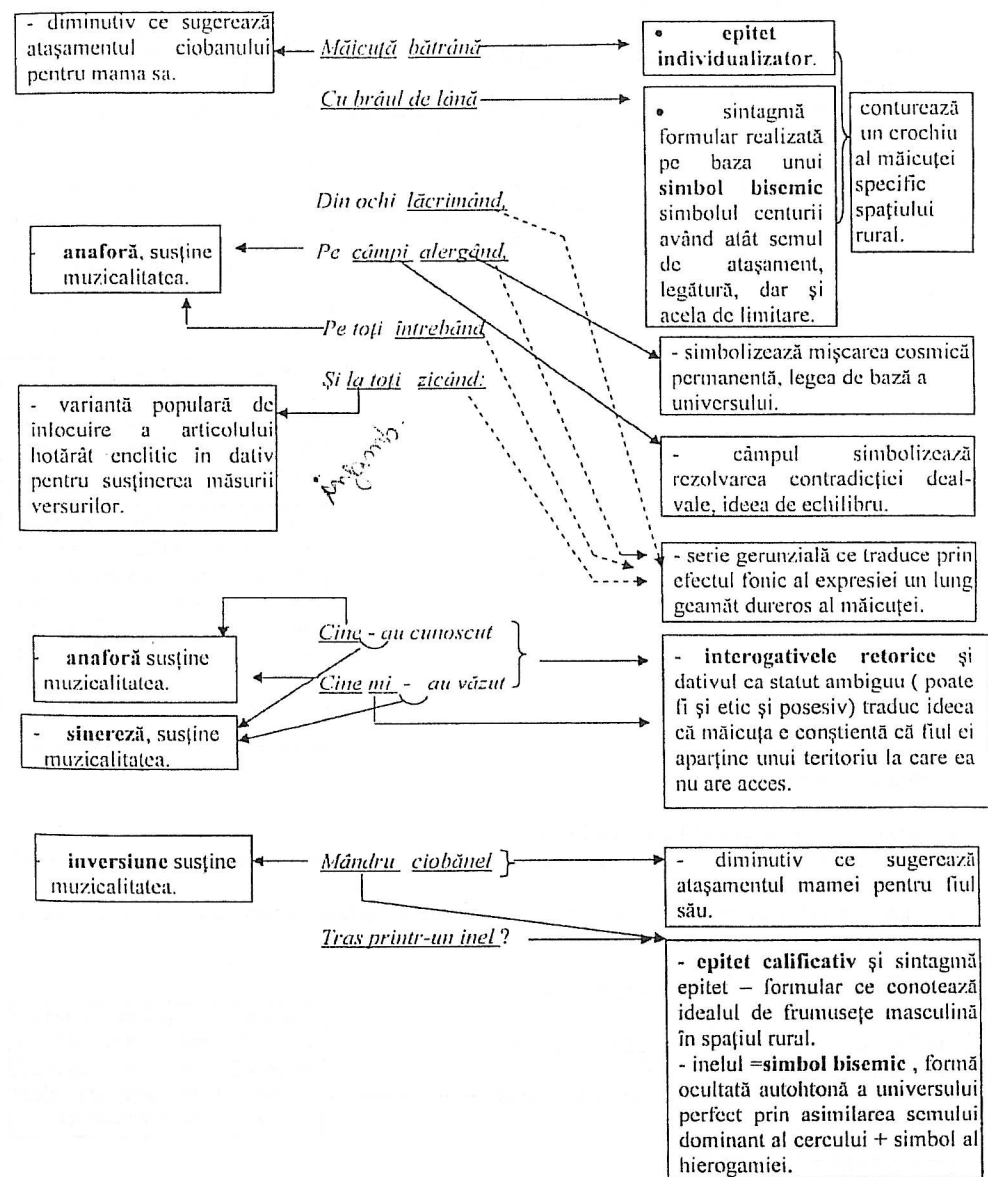 - diminutiv ce sugerează
atașamentul ciobanului
pentru mama sa.
Măicuță bătrână
• epitet
individualizator.
Cu brâul de lână
• sintagmă
formular realizată
pe baza unui
simbol bisemic
simbolul centurii
având atât semul
de atașament,
legătură, dar și
acela de limitare.
conturează
un crochiu
al măicuței
specific
spațiului
rural.
Din ochi lăcrimând,
Pe câmpi alergând,
- anaforă, susține
muzicalitatea.
Pe toți întrebând
Și la toți zicând:
- simbolizează mișcarea cosmică
permanentă, legea de bază a
universului.
- variantă populară de
inlocuire a articolului
hotărât enclitic în dativ
pentru susținerea măsurii
versurilor.
- câmpul simbolizează
rezolvarea contradicției deal-
vale, ideea de echilibru.
- serie gerunzială ce traduce prin
efectul fonic al expresiei un lung
geamăt dureros al măicuței.
Cine - au cunoscut
- anaforă susține
muzicalitatea.
Cine mi - au văzut
- sinereză, susține
muzicalitatea.
- interogativele retorice și
dativul ca statut ambiguu ( poate
fi și etic și posesiv) traduc ideea
că măicuța e conștientă că fiul ei
aparține unui teritoriu la care ea
nu are acces.
- inversiune susține
muzicalitatea.
Mândru ciobănel
- diminutiv ce sugerează
atașamentul mamei pentru fiul
său.
Tras printr-un inel ?
- epitet calificativ și sintagmă
epitet – formular ce conotează
idealul de frumusețe masculină
în spațiul rural.
- inelul =simbol bisemic , formă
ocultată autohtonă a universului
perfect prin asimilarea semului
dominant al cercului + simbol al
hierogamiei.